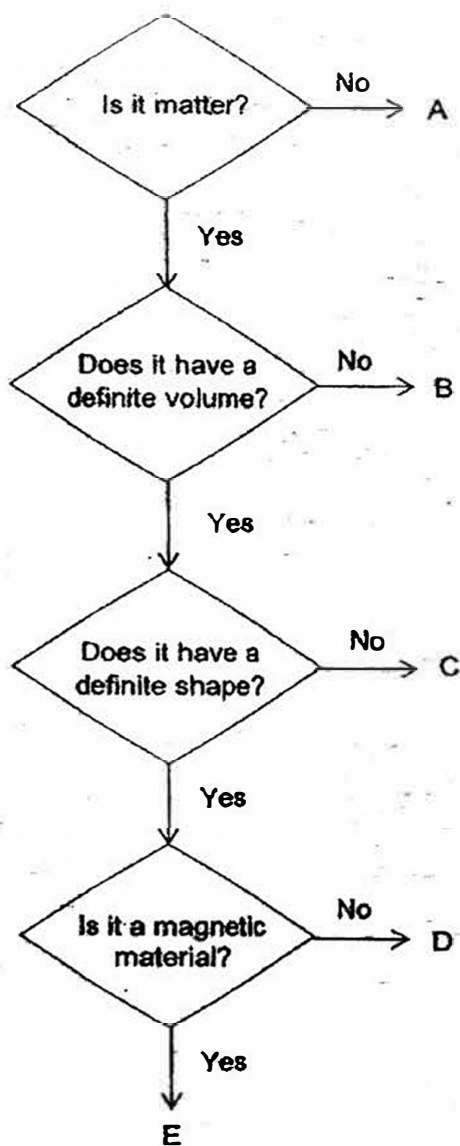 Is it matter?
No
A
Yes
Does it have a
definite volume?
No
B
Yes
Does it have a
definite shape?
No
C
Yes
Is it a magnetic
material?
No
D
Yes
E